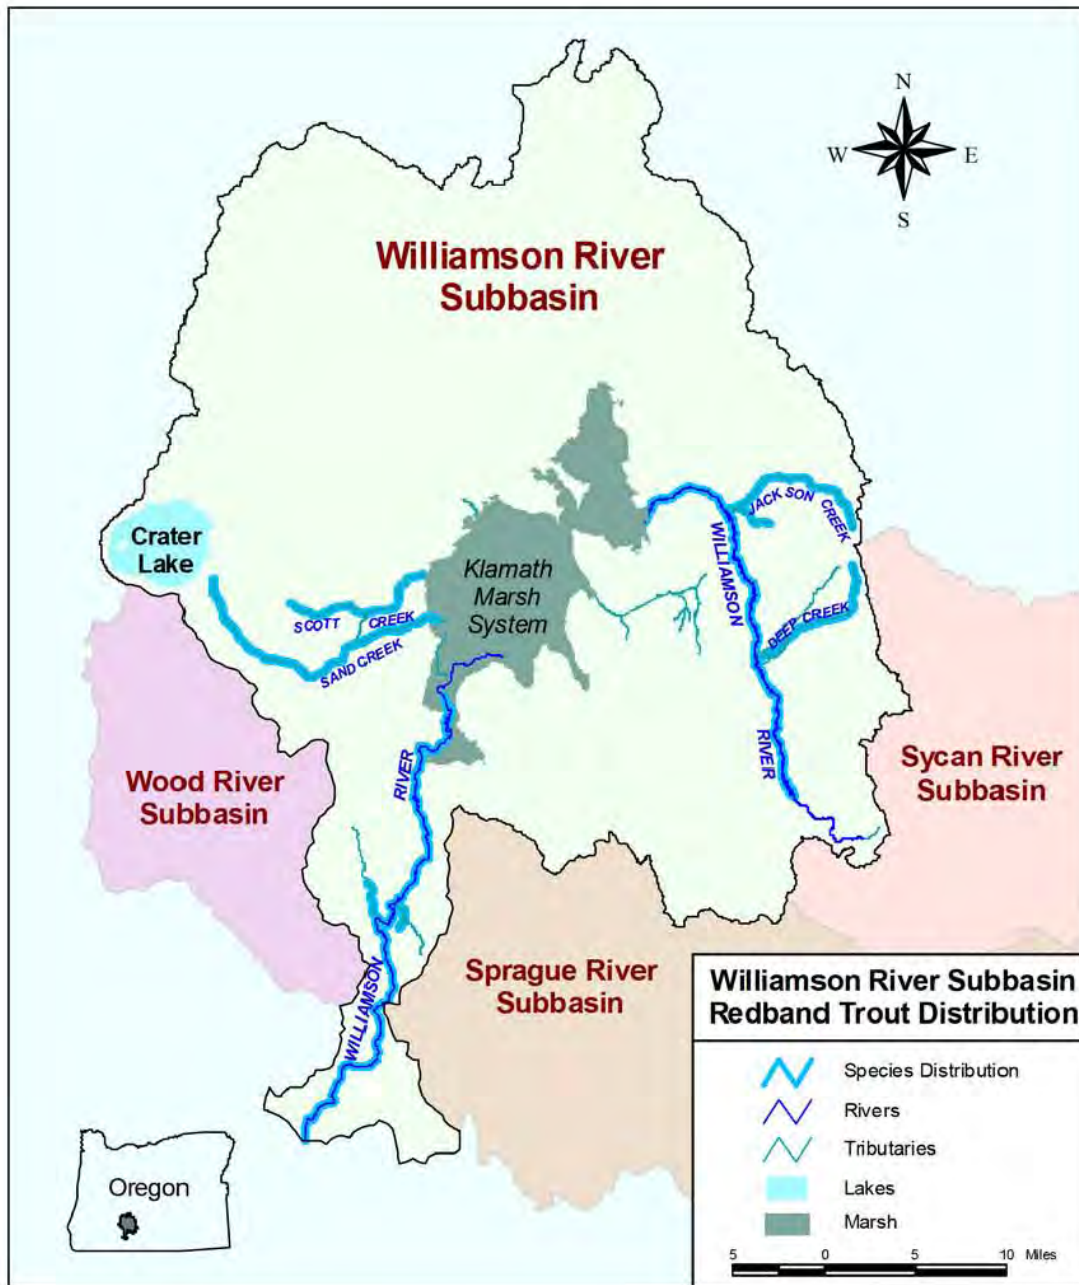 N
W
E
S
Williamson River
Subbasin
Crater
Lake
Klamath
Marsh
System
JACKSON CREEK
WILLIAMSON
SCOTT CREEK
SAND CREEK
DEEP CREEK
RIVER
RIVER
Wood River
Subbasin
Sycan River
Subbasin
Sprague River
Subbasin
WILLIAMSON
Williamson River Subbasin
Redband Trout Distribution
Species Distribution
Rivers
Tributaries
Lakes
Marsh
5 0 5 10 Miles
Oregon